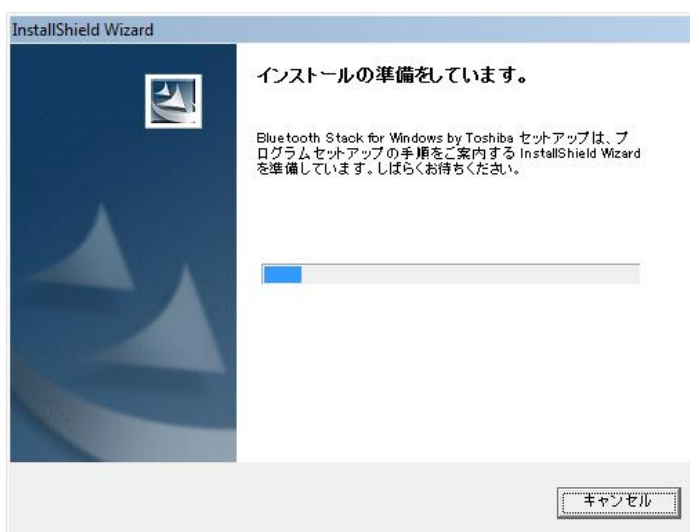 InstallShield Wizard
インストールの準備をしています。
Bluetooth Stack for Windows by Toshiba セットアップは、プ
ログラム セットアップの手順をご案内する InstallShield Wizard
を準備しています。しばらくお待ちください。
キャンセル